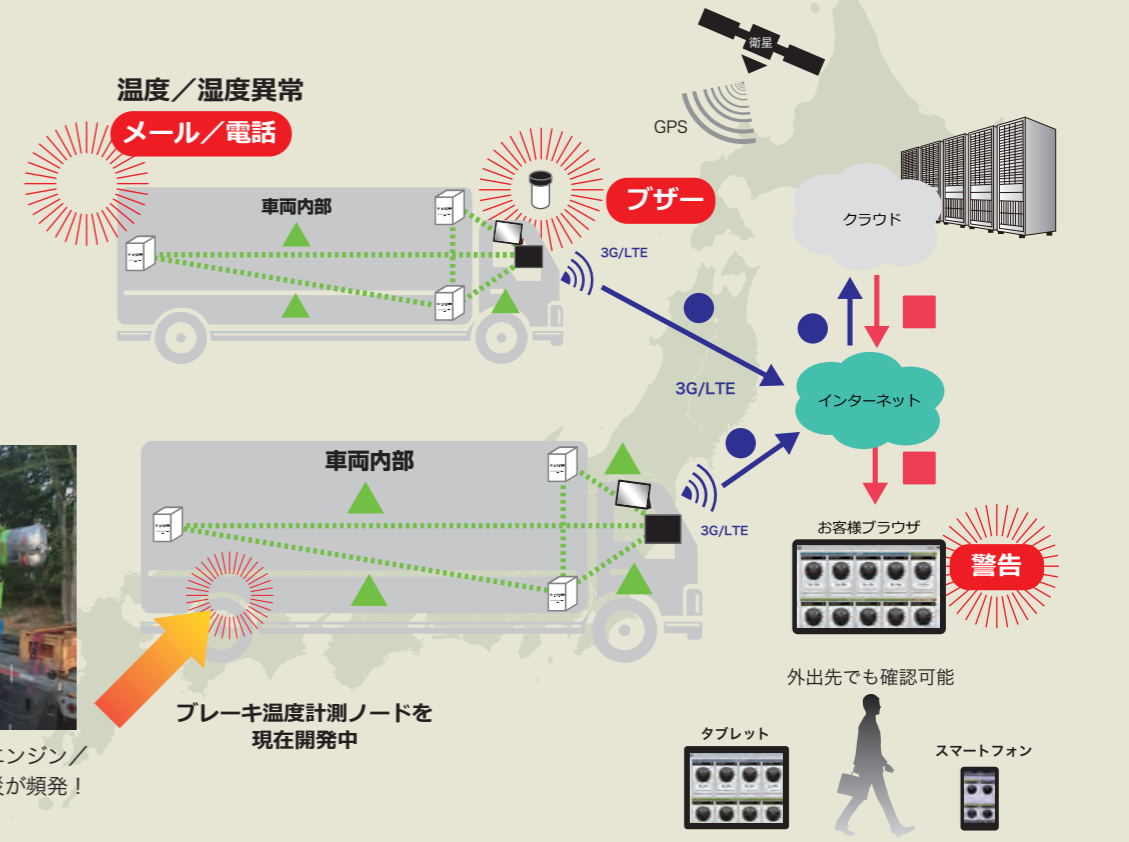 衛星
GPS
温度／湿度異常
メール／電話
車両内部
ブザー
3G/LTE
クラウド
3G/LTE
インターネット
車両内部
3G/LTE
お客様ブラウザ
警告
外出先でも確認可能
ブレーキ温度計測ノードを
現在開発中
タブレット
スマートフォン
エンジン／
災が頻発！